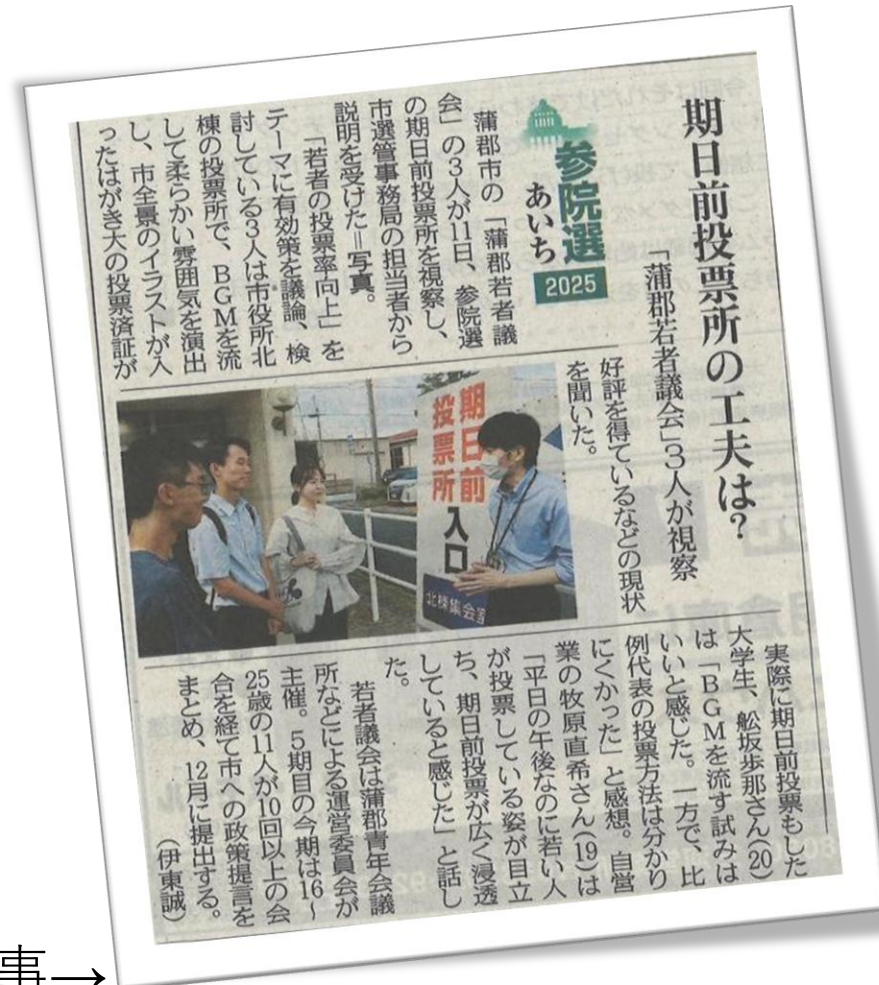 期日前投票所の工夫は?
「蒲郡若者議会」3人が視察
参院選
あいち
2025
蒲郡市の「蒲郡若者議
会」の3人が11日、参院選
の期日前投票所を視察し、
市選管事務局の担当者から
説明を受けた=写真。
「若者の投票率向上」を
テーマに有効策を議論、検
討している3人は市役所北
棟の投票所で、BGMを流
して柔らかい雰囲気を演出
し、市全景のイラストが入
ったはがき大の投票済証が
好評を得ているなどの現状
を聞いた。
期日前
投票所
入口
北棟集会室
実際に期日前投票もした
大学生、舩坂歩那さん(20)
は「BGMを流す試みは
いいと感じた。一方で、比
例代表の投票方法は分かり
にくかった」と感想。自営
業の牧原直希さん(19)は
「平日の午後なのに若い人
が投票している姿が目立
ち、期日前投票が広く浸透
していると感じた」と話し
た。
若者議会は蒲郡青年会議
所などによる運営委員会が
主催。5期目の今期は16〜
25歳の11人が10回以上の会
合を経て市への政策提言を
まとめ、12月に提出する。
(伊東誠)
事→